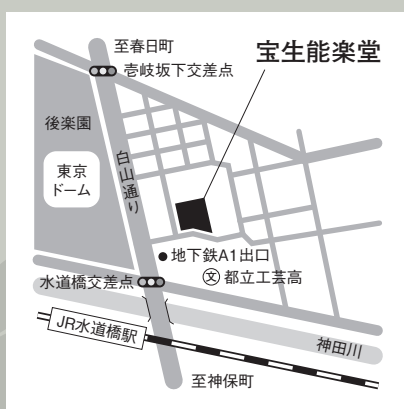 至春日町
壱岐坂下交差点
宝生能楽堂
後楽園
東京
ドーム
白山通り
地下鉄A1出口
文 都立工芸高
水道橋交差点
JR水道橋駅
神田川
至神保町